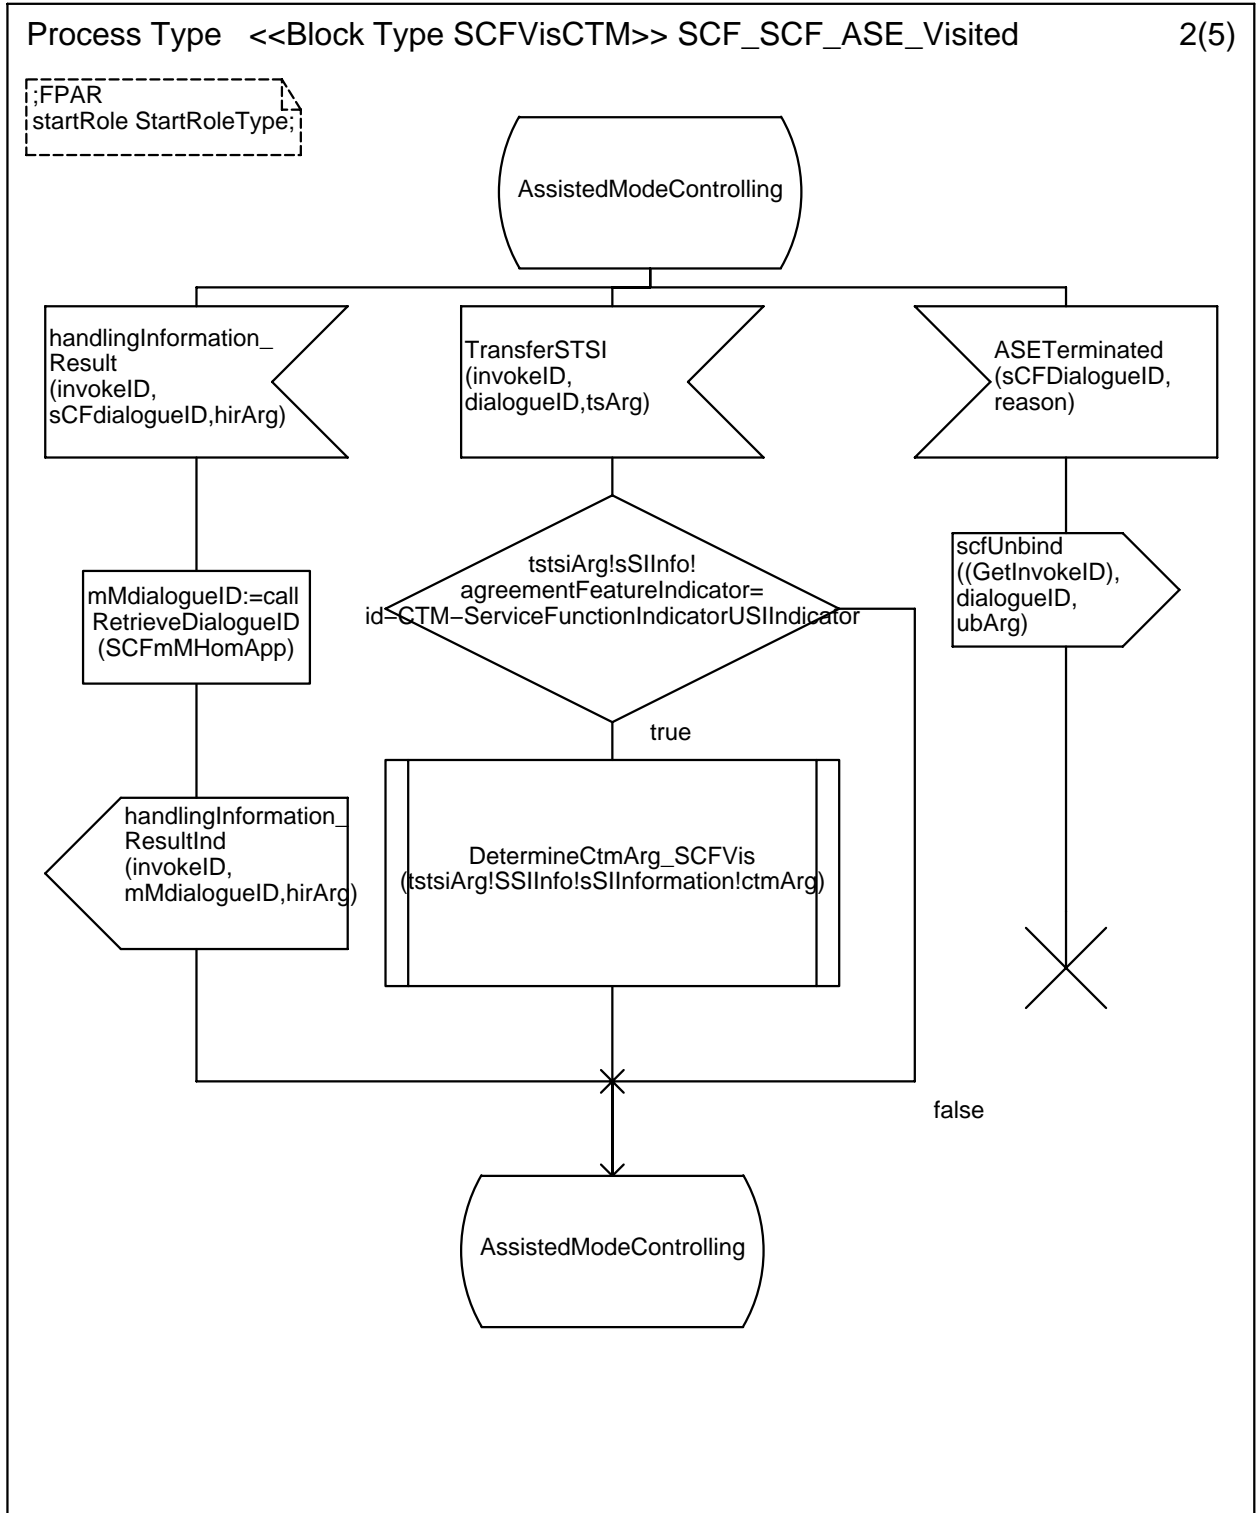 Process Type <<Block Type SCFVisCTM>> SCF_SCF_ASE_Visited 2(5)
;FPAR
startRole StartRoleType;
AssistedModeControlling
handlingInformation_
Result
(invokeID,
sCFdialogueID,hirArg)
TransferSTSI
(invokeID,
dialogueID,tsArg)
ASETerminated
(sCFDialogueID,
reason)
mMdialogueID:=call
RetrieveDialogueID
(SCFmMHomApp)
tstsiArg!sSIInfo!
agreementFeatureIndicator=
id−CTM−ServiceFunctionIndicatorUSIIndicator
scfUnbind
((GetInvokeID),
dialogueID,
ubArg)
true
handlingInformation_
ResultInd
(invokeID,
mMdialogueID,hirArg)
DetermineCtmArg_SCFVis
(tstsiArg!SSIInfo!sSIInformation!ctmArg)
false
AssistedModeControlling